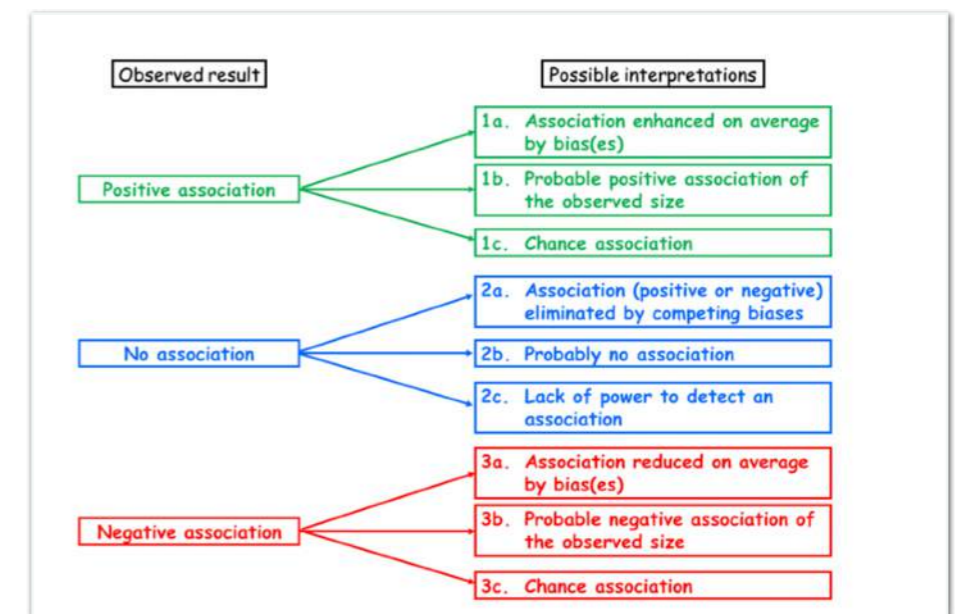 Observed result
Possible interpretations
Positive association
1a. Association enhanced on average
by bias(es)
1b. Probable positive association of
the observed size
1c. Chance association
No association
2a. Association (positive or negative)
eliminated by competing biases
2b. Probably no association
2c. Lack of power to detect an
association
Negative association
3a. Association reduced on average
by bias(es)
3b. Probable negative association of
the observed size
3c. Chance association